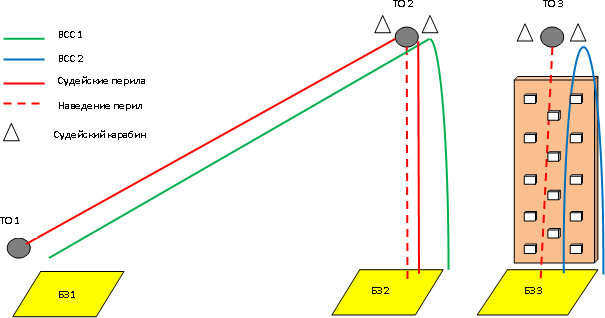 ТО 2
ТО 3
ВСС 1
ВСС 2
Судейские перила
Наведение перил
Судейский карабин
ТО 1
БЗ1
БЗ2
БЗ3